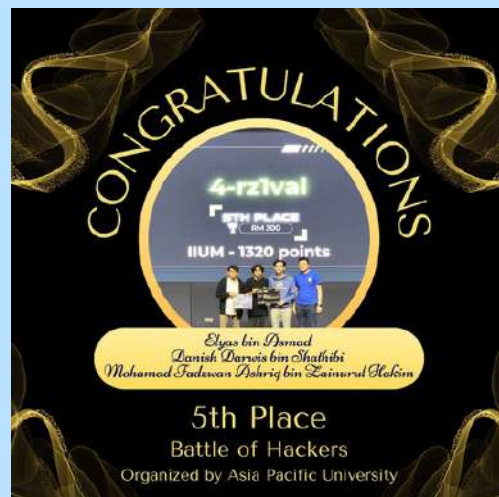 CONGRATULATIONS
4-rz1val
5TH PLACE
RM 300
IIUM - 1320 points
Elyas bin Asmad
Danish Darwis bin Shathibi
Mohamad Fadzwan Ashriq bin Zainurul Hakim
5th Place
Battle of Hackers
Organized by Asia Pacific University